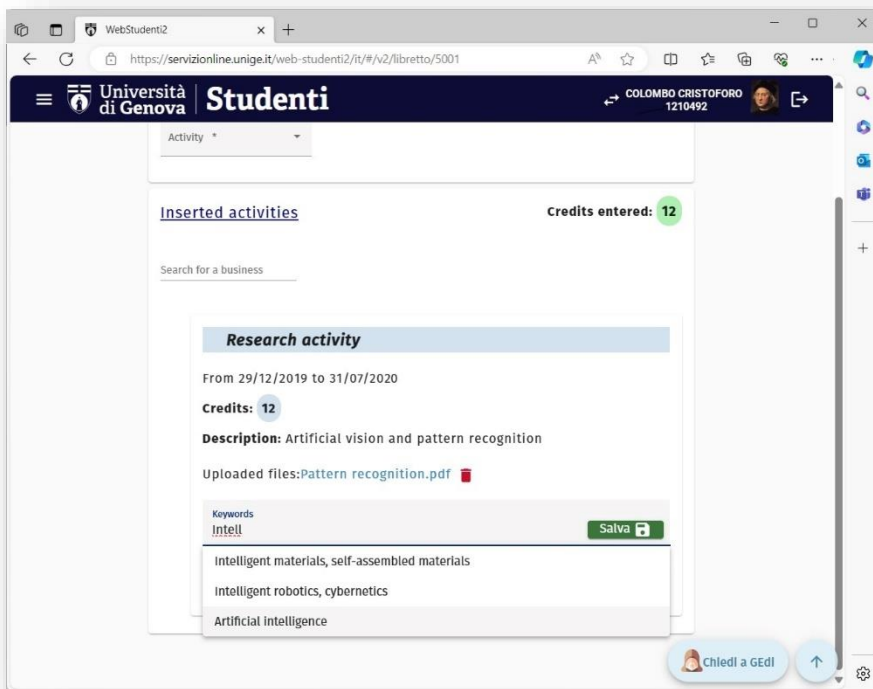 WebStudenti2
https://servizionline.unige.it/web-studenti2/it/#/v2/libretto/5001
Università di Genova Studenti
COLOMBO CRISTOFORO
1210492
Activity *
Inserted activities
Credits entered: 12
Search for a business
Research activity
From 29/12/2019 to 31/07/2020
Credits: 12
Description: Artificial vision and pattern recognition
Uploaded files:Pattern recognition.pdf
Keywords
Intell
Salva
Intelligent materials, self-assembled materials
Intelligent robotics, cybernetics
Artificial intelligence
Chiedi a GEdI